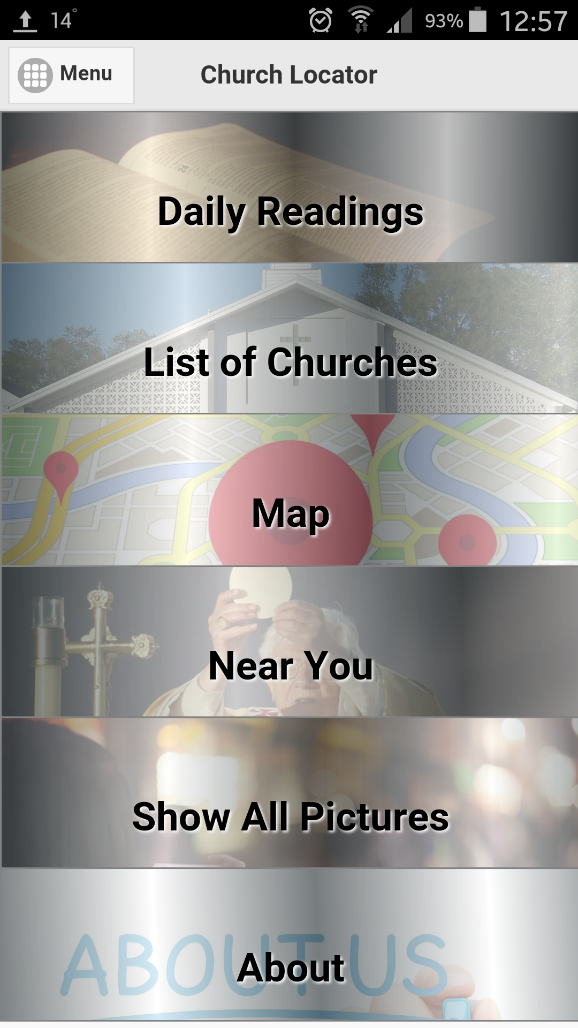 14° 93% 12:57
Menu Church Locator
Daily Readings
List of Churches
Map
Near You
Show All Pictures
ABOUT US
About